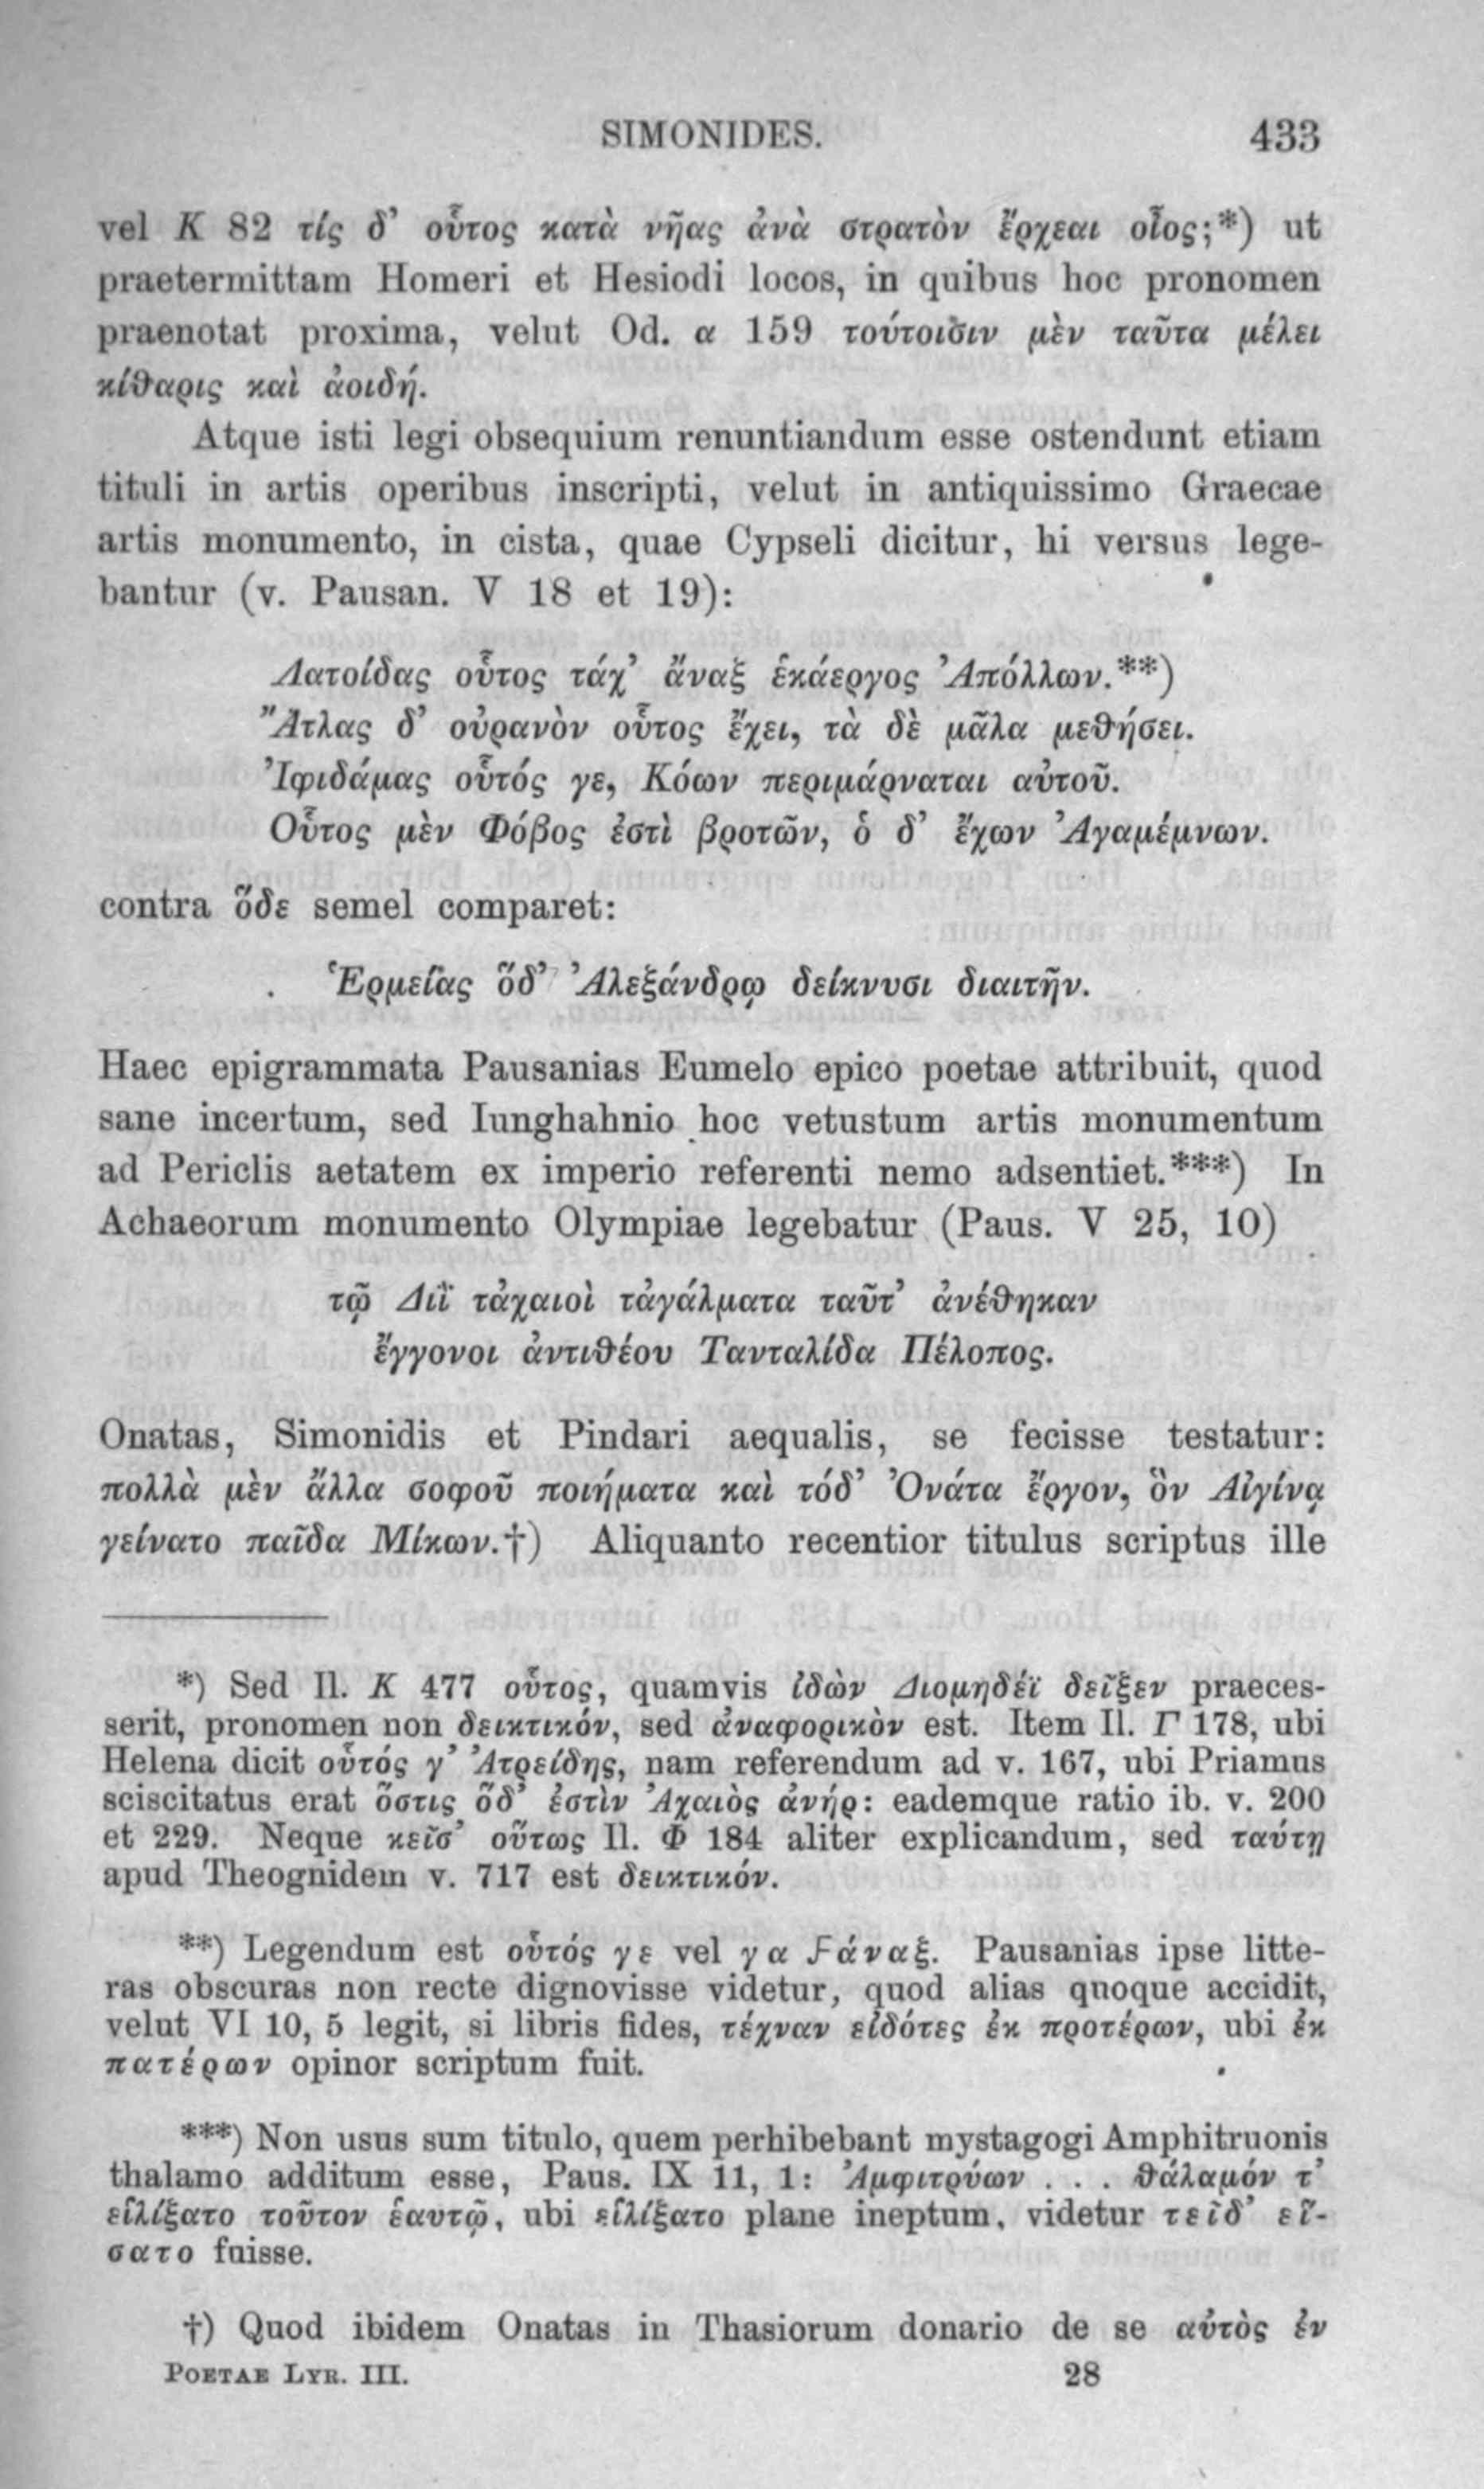 SIMONIDES. 433
vel K 82 τίς δ’ οὗτος κατὰ νῆας ἀνὰ στρατὸν ἔρχεαι οἶος;*) ut
praetermittam Homeri et Hesiodi locos, in quibus hoc pronomen
praenotat proxima, velut Od. α 159 τούτοισιν μὲν ταῦτα μέλει
κίθαρις καὶ ἀοιδή.
Atque isti legi obsequium renuntiandum esse ostendunt etiam
tituli in artis operibus inscripti, velut in antiquissimo Graecae
artis monumento, in cista, quae Cypseli dicitur, hi versus lege-
bantur (v. Pausan. V 18 et 19):
Λατοίδας οὗτος τάχ’ ἄναξ ἑκάεργος Ἀπόλλων.**)
Ἄτλας δ’ οὐρανὸν οὗτος ἔχει, τὰ δὲ μᾶλα μεθήσει.
Ἰφιδάμας οὗτός γε, Κόων περιμάρναται αὐτοῦ.
Οὗτος μὲν Φόβος ἐστὶ βροτῶν, ὁ δ’ ἔχων Ἀγαμέμνων.
contra ὅδε semel comparet:
Ἑρμείας ὅδ’ Ἀλεξάνδρῳ δείκνυσι διαιτῆν.
Haec epigrammata Pausanias Eumelo epico poetae attribuit, quod
sane incertum, sed Iunghahnio hoc vetustum artis monumentum
ad Periclis aetatem ex imperio referenti nemo adsentiet.***) In
Achaeorum monumento Olympiae legebatur (Paus. V 25, 10)
τῷ Διῒ τἀχαιοὶ τἀγάλματα ταῦτ’ ἀνέθηκαν
ἔγγονοι ἀντιθέου Τανταλίδα Πέλοπος.
Onatas, Simonidis et Pindari aequalis, se fecisse testatur:
πολλὰ μὲν ἄλλα σοφοῦ ποιήματα καὶ τόδ’ Ὀνάτα ἔργον, ὃν Αἰγίνᾳ
γείνατο παῖδα Μίκων.†) Aliquanto recentior titulus scriptus ille
*) Sed Il. K 477 οὗτος, quamvis ἰδὼν Διομηδέϊ δεῖξεν praeces-
serit, pronomen non δεικτικόν, sed ἀναφορικὸν est. Item Il. Γ 178, ubi
Helena dicit οὗτός γ’ Ἀτρείδης, nam referendum ad v. 167, ubi Priamus
sciscitatus erat ὅστις ὅδ’ ἐστὶν Ἀχαιὸς ἀνήρ: eademque ratio ib. v. 200
et 229. Neque κεῖσ’ οὕτως Il. Φ 184 aliter explicandum, sed ταύτῃ
apud Theognidem v. 717 est δεικτικόν.
**) Legendum est οὗτός γε vel γα Ϝάναξ. Pausanias ipse litte-
ras obscuras non recte dignovisse videtur, quod alias quoque accidit,
velut VI 10, 5 legit, si libris fides, τέχναν εἰδότες ἐκ προτέρων, ubi ἐκ
πατέρων opinor scriptum fuit.
***) Non usus sum titulo, quem perhibebant mystagogi Amphitruonis
thalamo additum esse, Paus. IX 11, 1: Ἀμφιτρύων . . . θάλαμόν τ’
εἱλίξατο τοῦτον ἑαυτῷ, ubi εἱλίξατο plane ineptum, videtur τεῖδ’ εἵ-
σατο fuisse.
†) Quod ibidem Onatas in Thasiorum donario de se αὐτὸς ἐν
POETAE LYR. III. 28